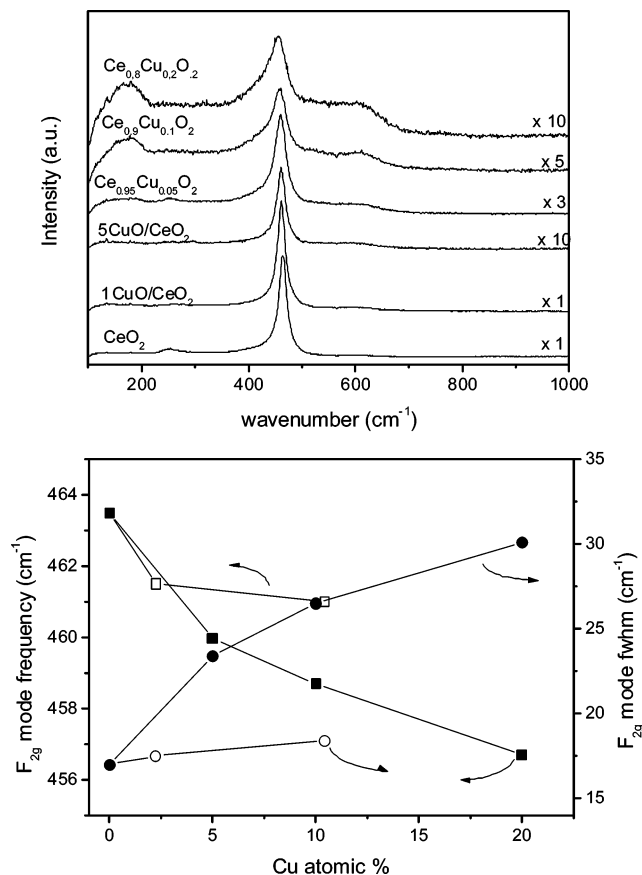 Ce₀,₈Cu₀,₂O.₂
x 10
Ce₀,₉Cu₀.₁O₂
x 5
Ce₀.₉₅Cu₀.₀₅O₂
x 3
5CuO/CeO₂
x 10
1CuO/CeO₂
x 1
CeO₂
x 1
Intensity (a.u.)
200 400 600 800 1000
wavenumber (cm⁻¹)
464
462
460
458
456
F₂g mode frequency (cm⁻¹)
35
30
25
20
15
F₂g mode fwhm (cm⁻¹)
0 5 10 15 20
Cu atomic %